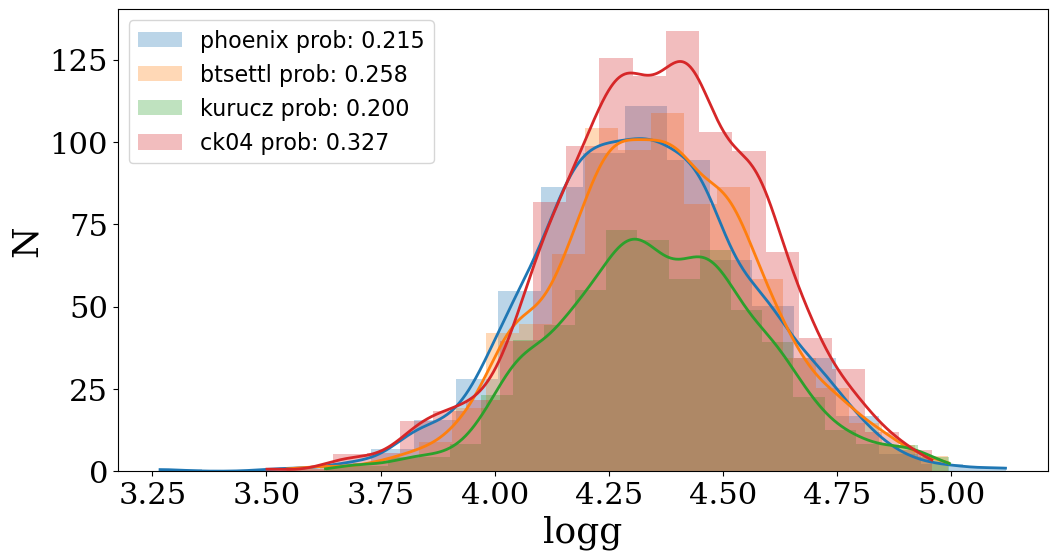 phoenix prob: 0.215
btsettl prob: 0.258
kurucz prob: 0.200
ck04 prob: 0.327
125
100
75
50
25
0
N
3.25 3.50 3.75 4.00 4.25 4.50 4.75 5.00
logg